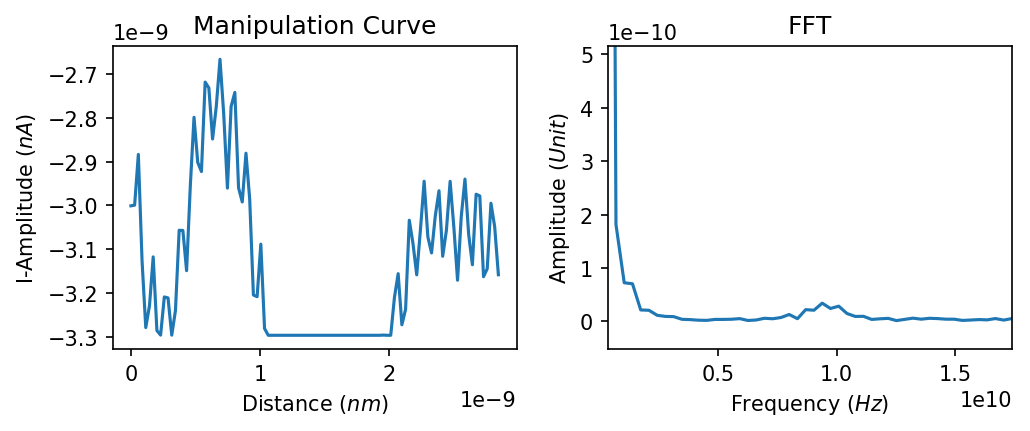 Manipulation Curve
1e−9
I-Amplitude (nA)
−2.7
−2.8
−2.9
−3.0
−3.1
−3.2
−3.3
0 1 2
1e−9
Distance (nm)
FFT
1e−10
Amplitude (Unit)
5
4
3
2
1
0
0.5 1.0 1.5
1e10
Frequency (Hz)